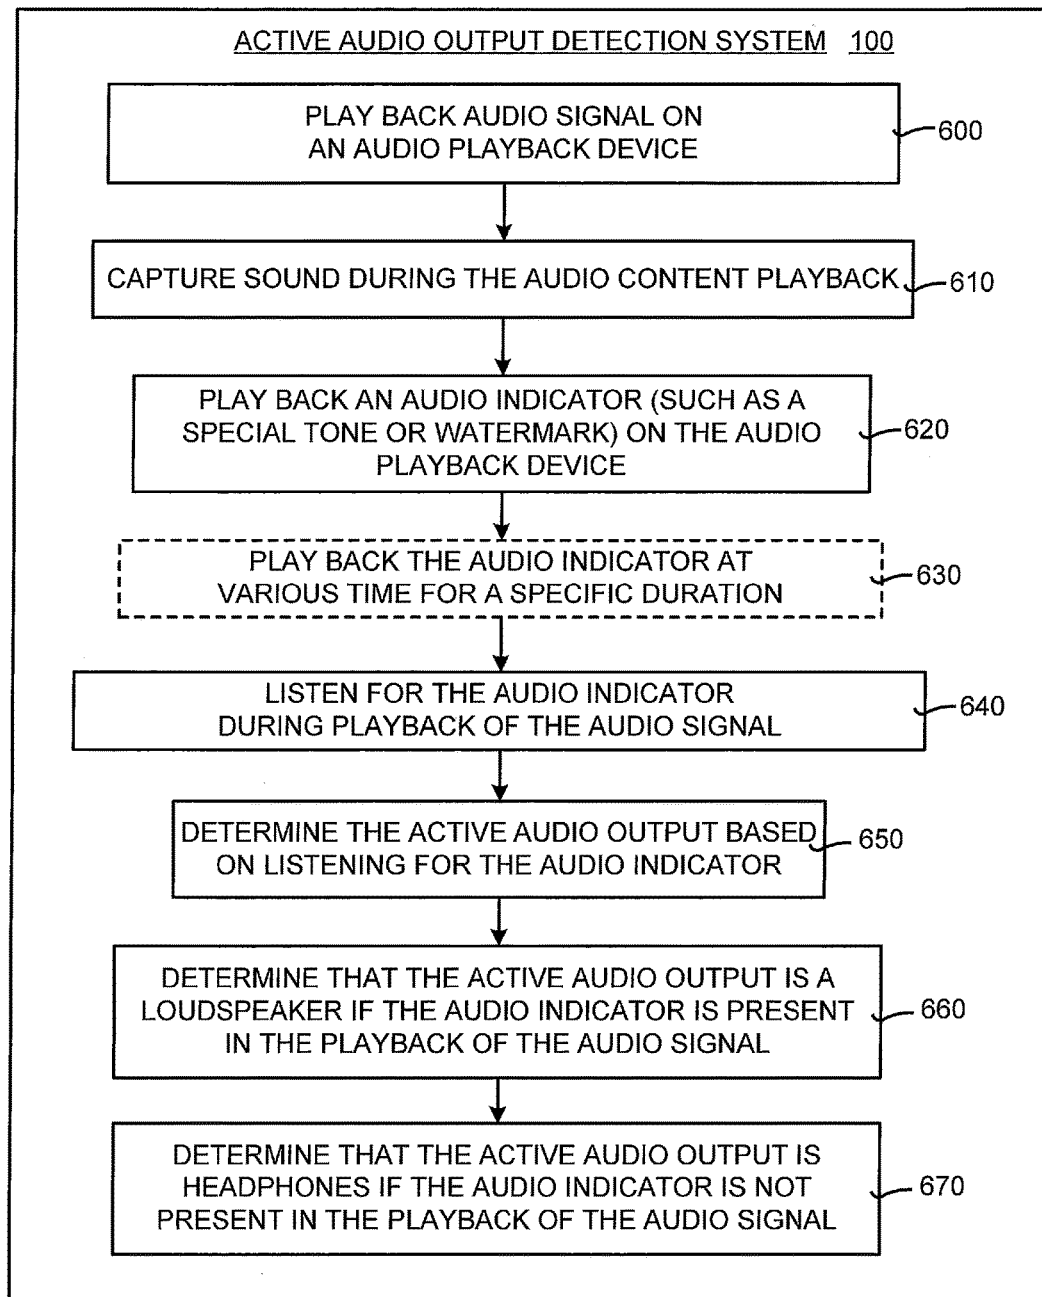 ACTIVE AUDIO OUTPUT DETECTION SYSTEM 100
PLAY BACK AUDIO SIGNAL ON
AN AUDIO PLAYBACK DEVICE
600
CAPTURE SOUND DURING THE AUDIO CONTENT PLAYBACK
610
PLAY BACK AN AUDIO INDICATOR (SUCH AS A
SPECIAL TONE OR WATERMARK) ON THE AUDIO
PLAYBACK DEVICE
620
PLAY BACK THE AUDIO INDICATOR AT
VARIOUS TIME FOR A SPECIFIC DURATION
630
LISTEN FOR THE AUDIO INDICATOR
DURING PLAYBACK OF THE AUDIO SIGNAL
640
DETERMINE THE ACTIVE AUDIO OUTPUT BASED
ON LISTENING FOR THE AUDIO INDICATOR
650
DETERMINE THAT THE ACTIVE AUDIO OUTPUT IS A
LOUDSPEAKER IF THE AUDIO INDICATOR IS PRESENT
IN THE PLAYBACK OF THE AUDIO SIGNAL
660
DETERMINE THAT THE ACTIVE AUDIO OUTPUT IS
HEADPHONES IF THE AUDIO INDICATOR IS NOT
PRESENT IN THE PLAYBACK OF THE AUDIO SIGNAL
670